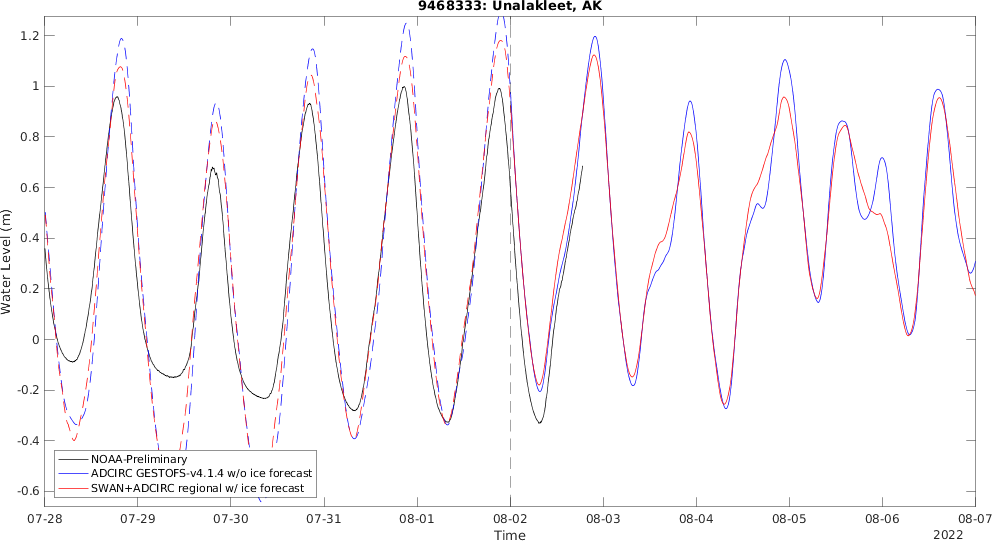 9468333: Unalakleet, AK
Water Level (m)
1.2
1
0.8
0.6
0.4
0.2
0
-0.2
-0.4
-0.6
NOAA-Preliminary
ADCIRC GESTOFS-v4.1.4 w/o ice forecast
SWAN+ADCIRC regional w/ ice forecast
07-28 07-29 07-30 07-31 08-01 08-02 08-03 08-04 08-05 08-06 08-07
Time
2022